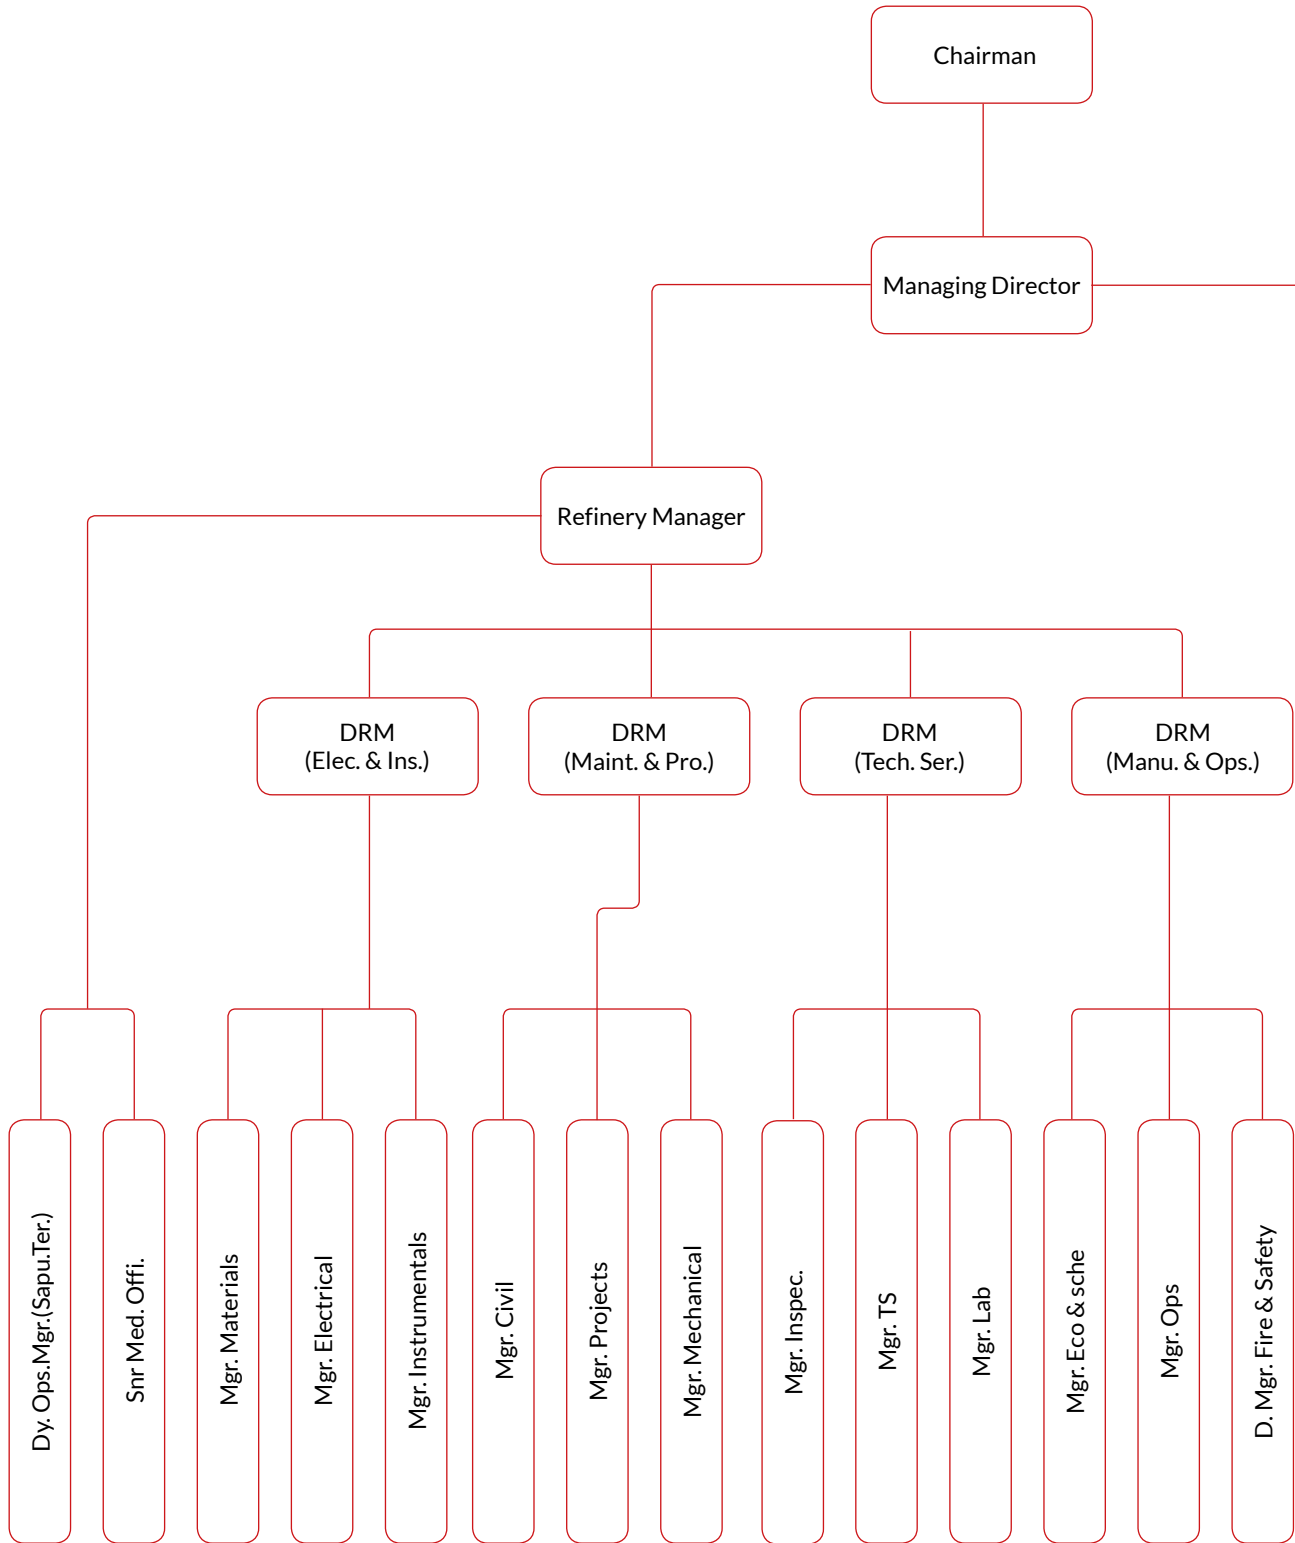 Chairman
Managing Director
Refinery Manager
DRM
(Elec. & Ins.)
DRM
(Maint. & Pro.)
DRM
(Tech. Ser.)
DRM
(Manu. & Ops.)
Dy. Ops.Mgr.(Sapu.Ter.)
Snr Med. Offi.
Mgr. Materials
Mgr. Electrical
Mgr. Instrumentals
Mgr. Civil
Mgr. Projects
Mgr. Mechanical
Mgr. Inspec.
Mgr. TS
Mgr. Lab
Mgr. Eco & sche
Mgr. Ops
D. Mgr. Fire & Safety